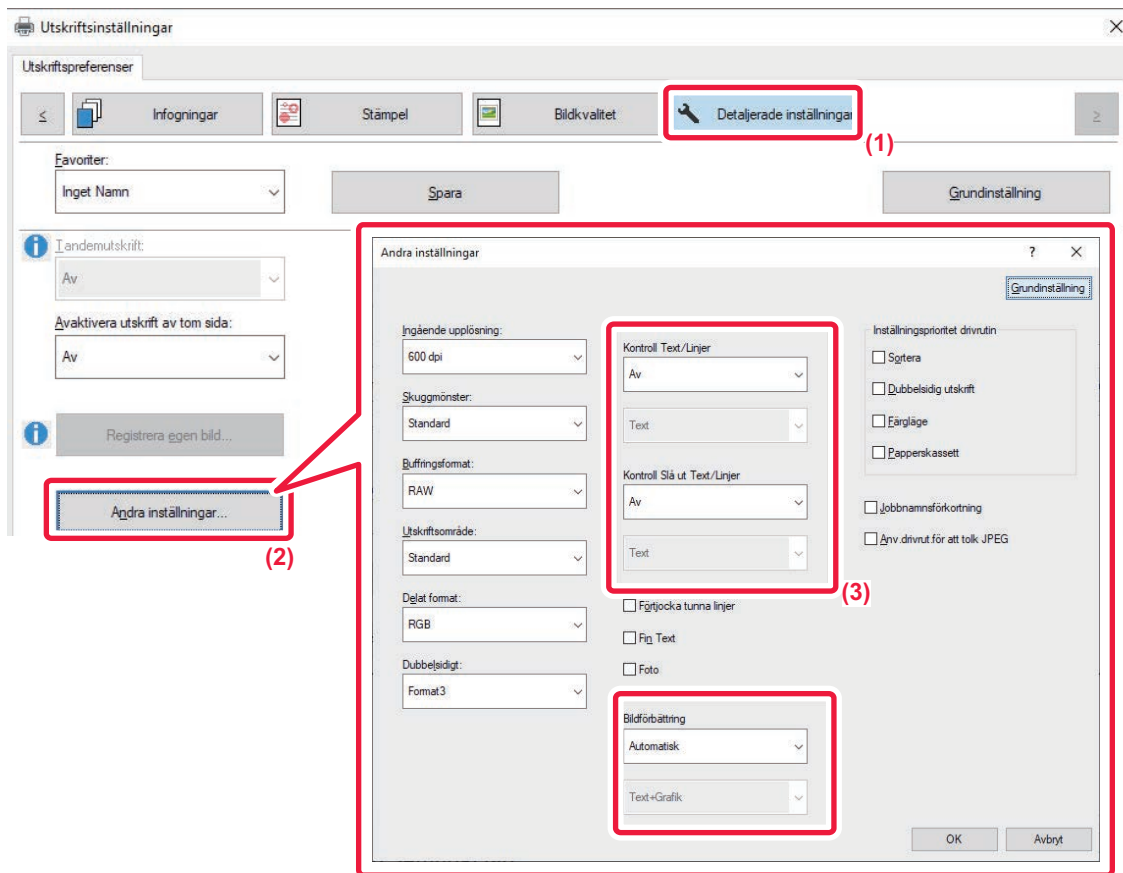 Utskriftsinställningar
Utskriftspreferenser
≤ Infogningar Stämpel Bildkvalitet Detaljerade inställningar ≥
(1)
Favoriter:
Inget Namn
Spara
Grundinställning
Tandemutskrift:
Av
Avaktivera utskrift av tom sida:
Av
Registrera egen bild...
Andra inställningar...
(2)
Andra inställningar ?
Grundinställning
Ingående upplösning:
600 dpi
Skuggmönster:
Standard
Buffringsformat:
RAW
Utskriftsområde:
Standard
Delat format:
RGB
Dubbelsidigt:
Format3
Kontroll Text/Linjer
Av
Text
Kontroll Slå ut Text/Linjer
Av
Text
(3)
Förtjocka tunna linjer
Fin Text
Foto
Bildförbättring
Automatisk
Text+Grafik
Inställningsprioritet drivrutin
Sortera
Dubbelsidig utskrift
Färgläge
Papperskassett
Jobbnamnsförkortning
Anv.drivrut.för att tolk JPEG
OK Avbryt